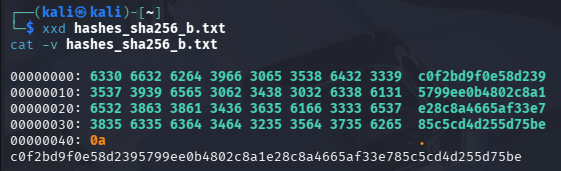 ┌──(kali㉿kali)-[~]
└─$ xxd hashes_sha256_b.txt
cat -v hashes_sha256_b.txt
00000000: 6330 6632 6264 3966 3065 3538 6432 3339  c0f2bd9f0e58d239
00000010: 3537 3939 6565 3062 3438 3032 6338 6131  5799ee0b4802c8a1
00000020: 6532 3863 3861 3436 3635 6166 3333 6537  e28c8a4665af33e7
00000030: 3835 6335 6364 3464 3235 3564 3735 6265  85c5cd4d255d75be
00000040: 0a                                       .
c0f2bd9f0e58d2395799ee0b4802c8a1e28c8a4665af33e785c5cd4d255d75be